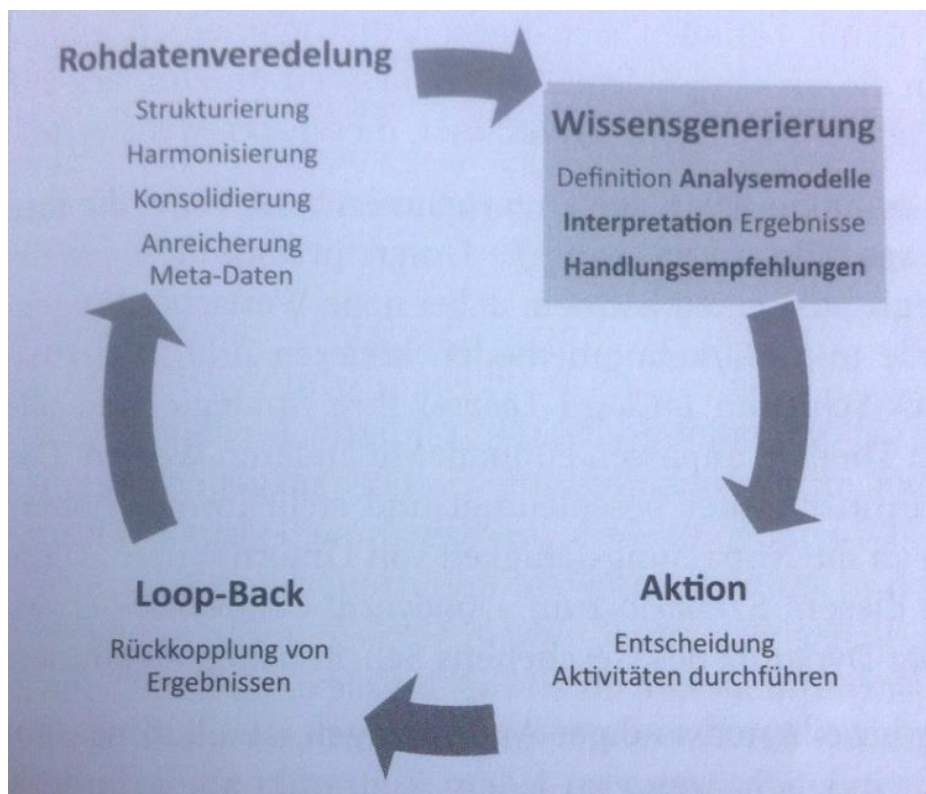 Rohdatenveredelung
Strukturierung
Harmonisierung
Konsolidierung
Anreicherung
Meta-Daten
Wissensgenerierung
Definition Analysemodelle
Interpretation Ergebnisse
Handlungsempfehlungen
Aktion
Entscheidung
Aktivitäten durchführen
Loop-Back
Rückkopplung von
Ergebnissen